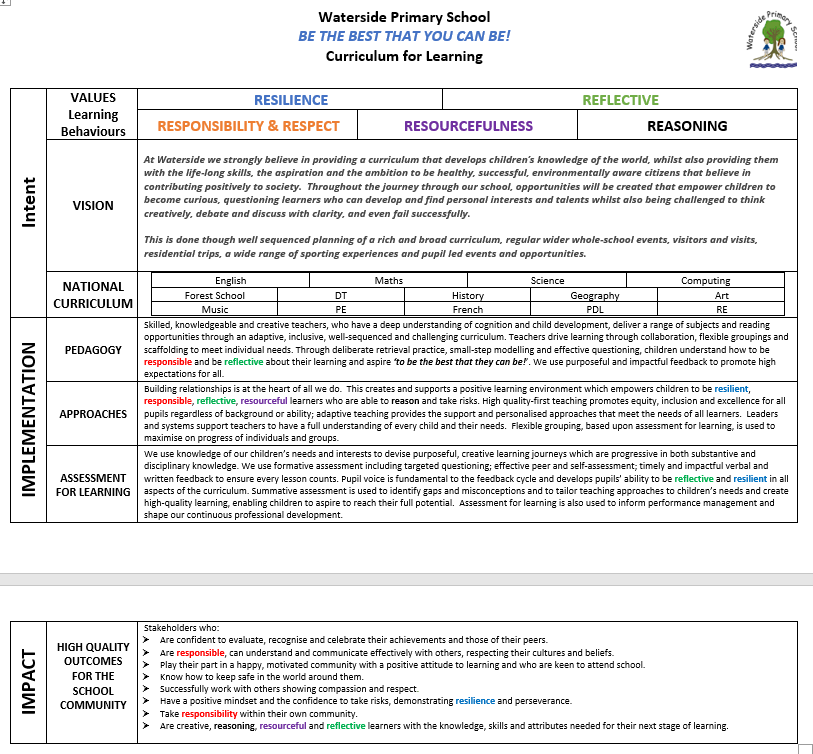 Waterside Primary School
BE THE BEST THAT YOU CAN BE!
Curriculum for Learning
Waterside Primary School
Intent
VALUES
Learning
Behaviours
RESILIENCE
REFLECTIVE
RESPONSIBILITY & RESPECT
RESOURCEFULNESS
REASONING
VISION
At Waterside we strongly believe in providing a curriculum that develops children's knowledge of the world, whilst also providing them
with the life-long skills, the aspiration and the ambition to be healthy, successful, environmentally aware citizens that believe in
contributing positively to society. Throughout the journey through our school, opportunities will be created that empower children to
become curious, questioning learners who can develop and find personal interests and talents whilst also being challenged to think
creatively, debate and discuss with clarity, and even fail successfully.
This is done though well sequenced planning of a rich and broad curriculum, regular wider whole-school events, visitors and visits,
residential trips, a wide range of sporting experiences and pupil led events and opportunities.
NATIONAL
CURRICULUM
English Maths Science Computing
Forest School DT History Geography Art
Music PE French PDL RE
IMPLEMENTATION
PEDAGOGY
Skilled, knowledgeable and creative teachers, who have a deep understanding of cognition and child development, deliver a range of subjects and reading
opportunities through an adaptive, inclusive, well-sequenced and challenging curriculum. Teachers drive learning through collaboration, flexible groupings and
scaffolding to meet individual needs. Through deliberate retrieval practice, small-step modelling and effective questioning, children understand how to be
responsible and be reflective about their learning and aspire 'to be the best that they can be!'. We use purposeful and impactful feedback to promote high
expectations for all.
APPROACHES
Building relationships is at the heart of all we do. This creates and supports a positive learning environment which empowers children to be resilient,
responsible, reflective, resourceful learners who are able to reason and take risks. High quality-first teaching promotes equity, inclusion and excellence for all
pupils regardless of background or ability; adaptive teaching provides the support and personalised approaches that meet the needs of all learners. Leaders
and systems support teachers to have a full understanding of every child and their needs. Flexible grouping, based upon assessment for learning, is used to
maximise on progress of individuals and groups.
ASSESSMENT
FOR LEARNING
We use knowledge of our children's needs and interests to devise purposeful, creative learning journeys which are progressive in both substantive and
disciplinary knowledge. We use formative assessment including targeted questioning; effective peer and self-assessment; timely and impactful verbal and
written feedback to ensure every lesson counts. Pupil voice is fundamental to the feedback cycle and develops pupils' ability to be reflective and resilient in all
aspects of the curriculum. Summative assessment is used to identify gaps and misconceptions and to tailor teaching approaches to children's needs and create
high-quality learning, enabling children to aspire to reach their full potential. Assessment for learning is also used to inform performance management and
shape our continuous professional development.
IMPACT
HIGH QUALITY
OUTCOMES
FOR THE
SCHOOL
COMMUNITY
Stakeholders who:
➤ Are confident to evaluate, recognise and celebrate their achievements and those of their peers.
➤ Are responsible, can understand and communicate effectively with others, respecting their cultures and beliefs.
➤ Play their part in a happy, motivated community with a positive attitude to learning and who are keen to attend school.
➤ Know how to keep safe in the world around them.
➤ Successfully work with others showing compassion and respect.
➤ Have a positive mindset and the confidence to take risks, demonstrating resilience and perseverance.
➤ Take responsibility within their own community.
➤ Are creative, reasoning, resourceful and reflective learners with the knowledge, skills and attributes needed for their next stage of learning.